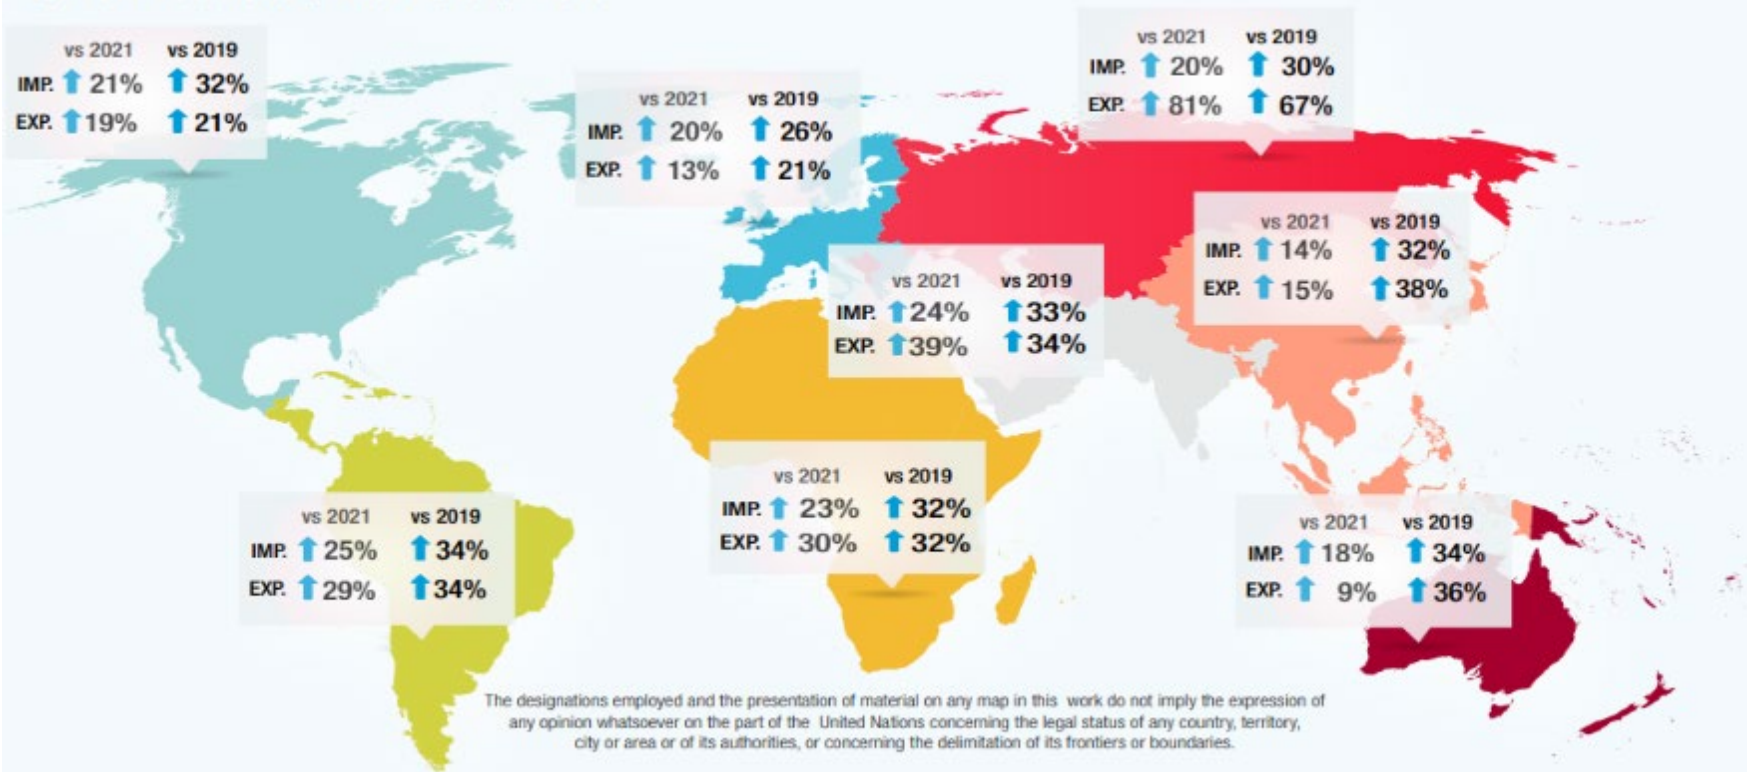 vs 2021 vs 2019
IMP. 21% 32%
EXP. 19% 21%
vs 2021 vs 2019
IMP. 20% 26%
EXP. 13% 21%
vs 2021 vs 2019
IMP. 20% 30%
EXP. 81% 67%
vs 2021 vs 2019
IMP. 14% 32%
EXP. 15% 38%
vs 2021 vs 2019
IMP. 24% 33%
EXP. 39% 34%
vs 2021 vs 2019
IMP. 23% 32%
EXP. 30% 32%
vs 2021 vs 2019
IMP. 25% 34%
EXP. 29% 34%
vs 2021 vs 2019
IMP. 18% 34%
EXP. 9% 36%
The designations employed and the presentation of material on any map in this work do not imply the expression of
any opinion whatsoever on the part of the United Nations concerning the legal status of any country, territory,
city or area or of its authorities, or concerning the delimitation of its frontiers or boundaries.